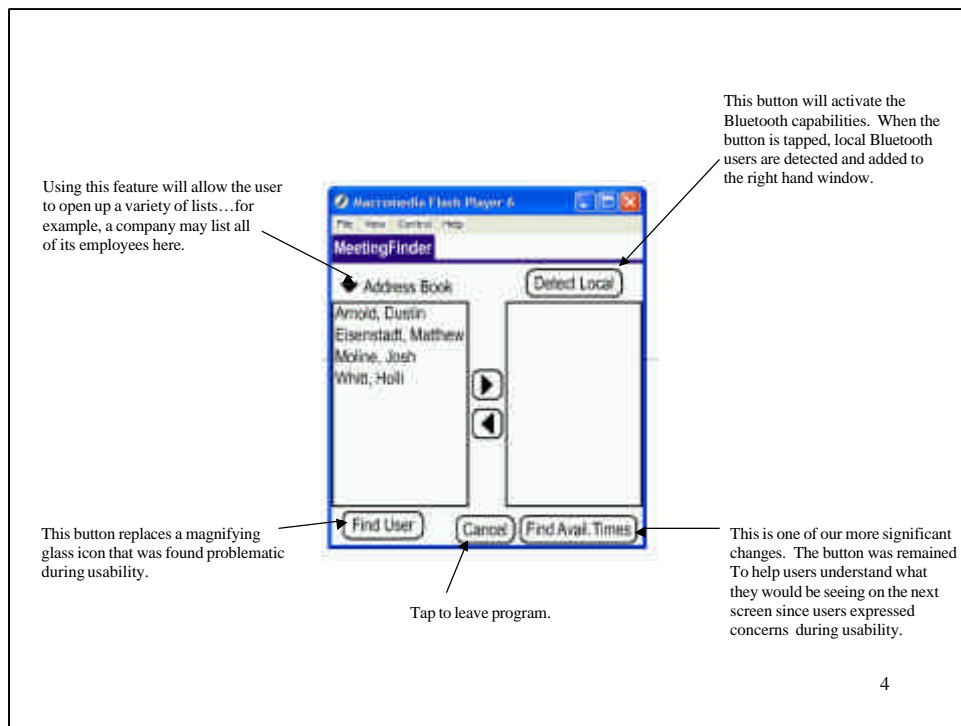 This button will activate the
Bluetooth capabilities. When the
button is tapped, local Bluetooth
users are detected and added to
the right hand window.
Using this feature will allow the user
to open up a variety of lists…for
example, a company may list all
of its employees here.
Macromedia Flash Player 6
File View Control Help
MeetingFinder
Address Book
Detect Local
Arnold, Dustin
Eisenstadt, Matthew
Moline, Josh
Whitt, Holli
Find User
Cancel
Find Avail. Times
This button replaces a magnifying
glass icon that was found problematic
during usability.
Tap to leave program.
This is one of our more significant
changes. The button was remained
To help users understand what
they would be seeing on the next
screen since users expressed
concerns during usability.
4